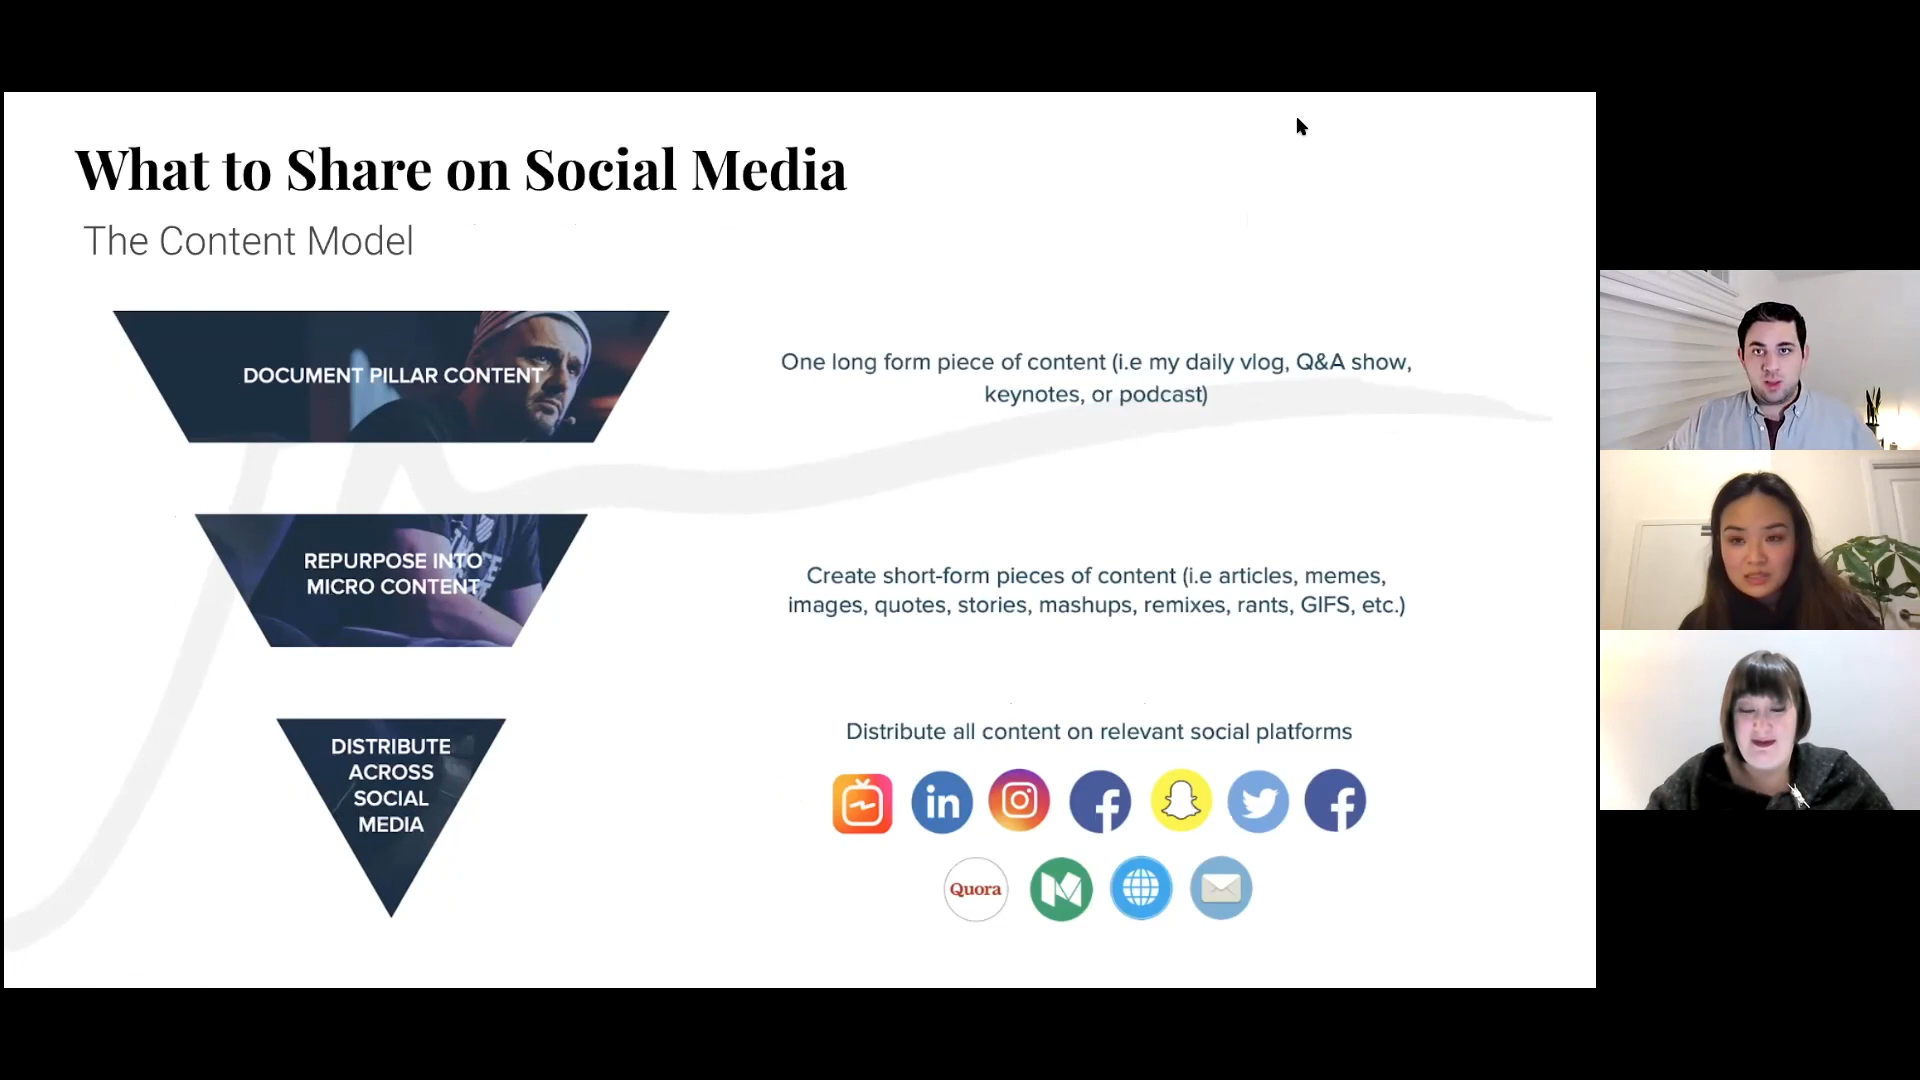 What to Share on Social Media
The Content Model
DOCUMENT PILLAR CONTENT
One long form piece of content (i.e my daily vlog, Q&A show,
keynotes, or podcast)
REPURPOSE INTO
MICRO CONTENT
Create short-form pieces of content (i.e articles, memes,
images, quotes, stories, mashups, remixes, rants, GIFS, etc.)
DISTRIBUTE
ACROSS
SOCIAL
MEDIA
Distribute all content on relevant social platforms
in
Quora